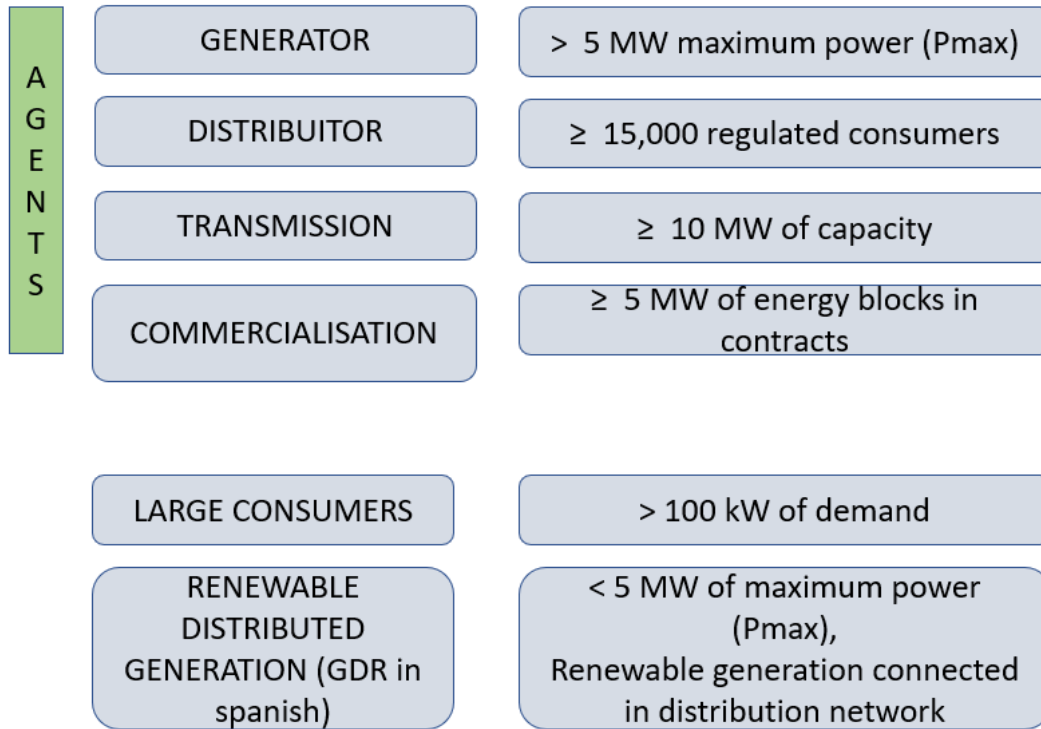 AGENTS
GENERATOR
> 5 MW maximum power (Pmax)
DISTRIBUITOR
≥ 15,000 regulated consumers
TRANSMISSION
≥ 10 MW of capacity
COMMERCIALISATION
≥ 5 MW of energy blocks in
contracts
LARGE CONSUMERS
> 100 kW of demand
RENEWABLE
DISTRIBUTED
GENERATION (GDR in
spanish)
< 5 MW of maximum power
(Pmax),
Renewable generation connected
in distribution network